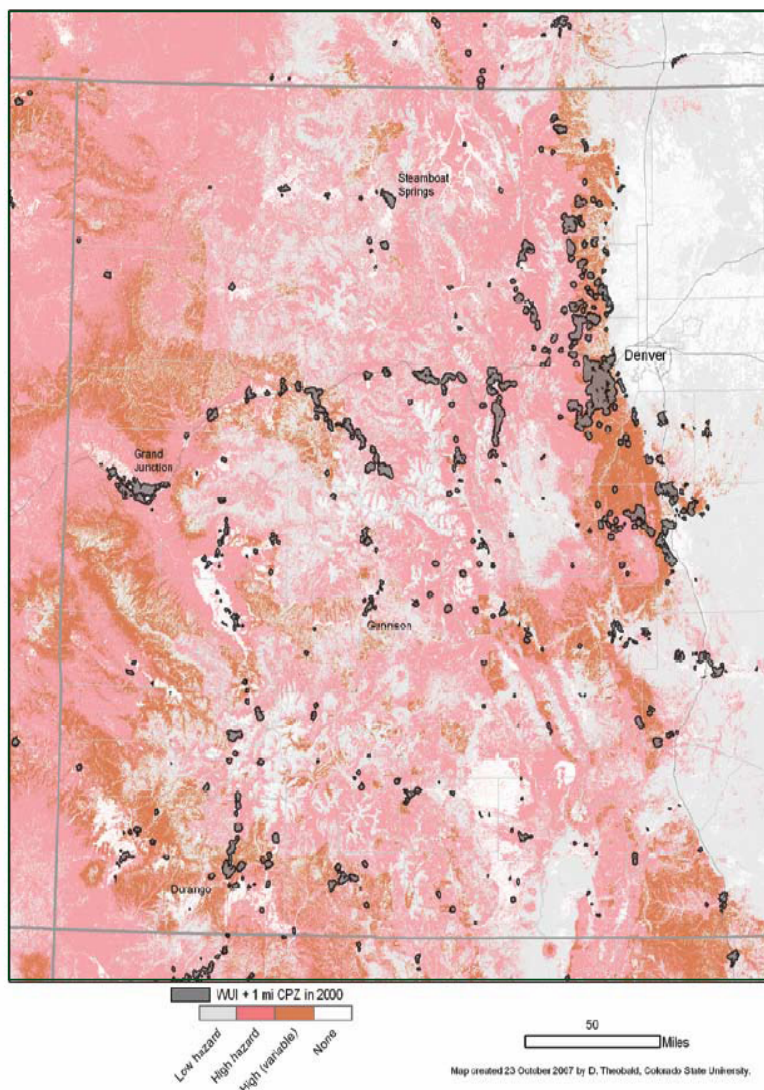 Steamboat
Springs
Denver
Grand
Junction
Gunnison
Durango
WUI + 1 mi CPZ in 2000
Low hazard
High hazard
High (variable)
None
50
Miles
Map created 23 October 2007 by D. Theobald, Colorado State University.